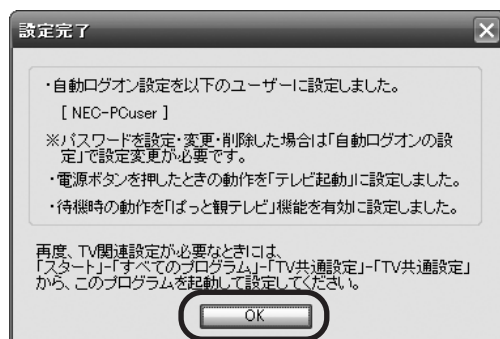 設定完了
・自動ログオン設定を以下のユーザーに設定しました。
[ NEC-PCuser ]
※パスワードを設定・変更・削除した場合は「自動ログオンの設
定」で設定変更が必要です。
・電源ボタンを押したときの動作を「テレビ起動」に設定しました。
・待機時の動作を「ぱっと観テレビ」機能を有効に設定しました。
再度、TV関連設定が必要なときには、
「スタート」-「すべてのプログラム」-「TV共通設定」-「TV共通設定」
から、このプログラムを起動して設定してください。
OK